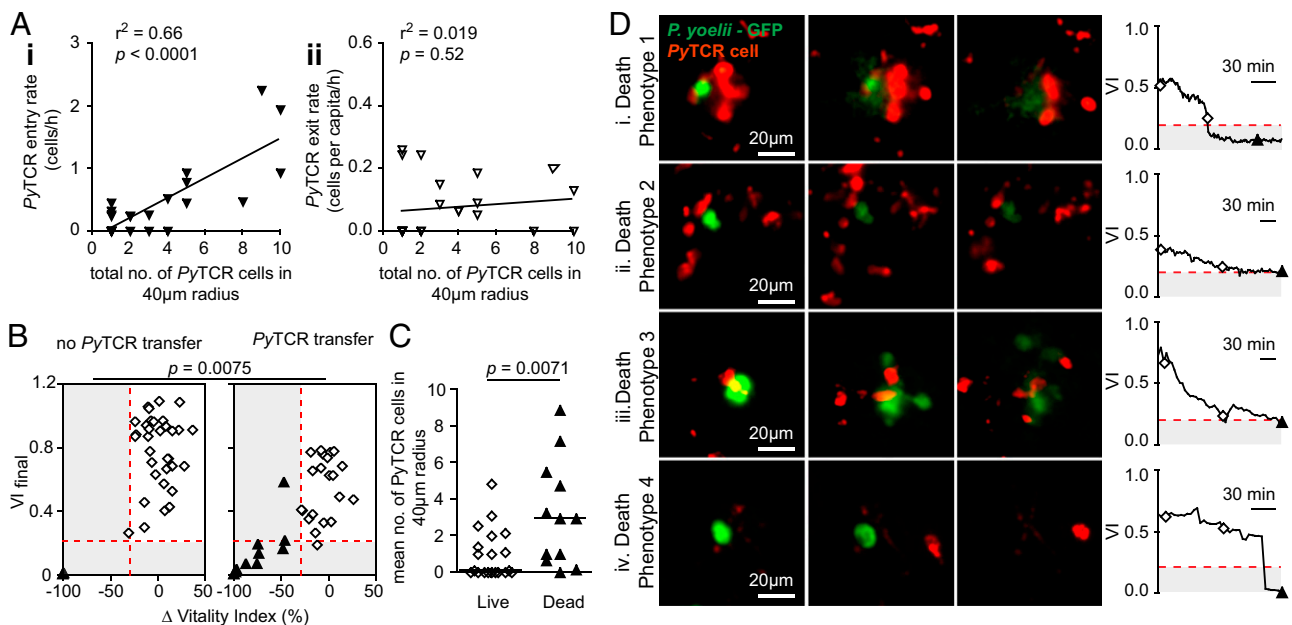 A
i
r² = 0.66
p < 0.0001
PyTCR entry rate
(cells/h)
3
2
1
0
0 2 4 6 8 10
total no. of PyTCR cells in
40µm radius
ii
r² = 0.019
p = 0.52
PyTCR exit rate
(cells per capita/h)
0.6
0.4
0.2
0.0
0 2 4 6 8 10
total no. of PyTCR cells in
40µm radius
B
no PyTCR transfer
PyTCR transfer
p = 0.0075
VI final
1.2
0.8
0.4
0
-100 -50 0 50
-100 -50 0 50
Δ Vitality Index (%)
C
p = 0.0071
mean no. of PyTCR cells in
40µm radius
10
8
6
4
2
0
Live Dead
D
P. yoelii - GFP
PyTCR cell
i. Death
Phenotype 1
20µm
VI
1.0
0.5
0.0
30 min
ii. Death
Phenotype 2
20µm
VI
1.0
0.5
0.0
30 min
iii.Death
Phenotype 3
20µm
VI
1.0
0.5
0.0
30 min
iv. Death
Phenotype 4
20µm
VI
1.0
0.5
0.0
30 min